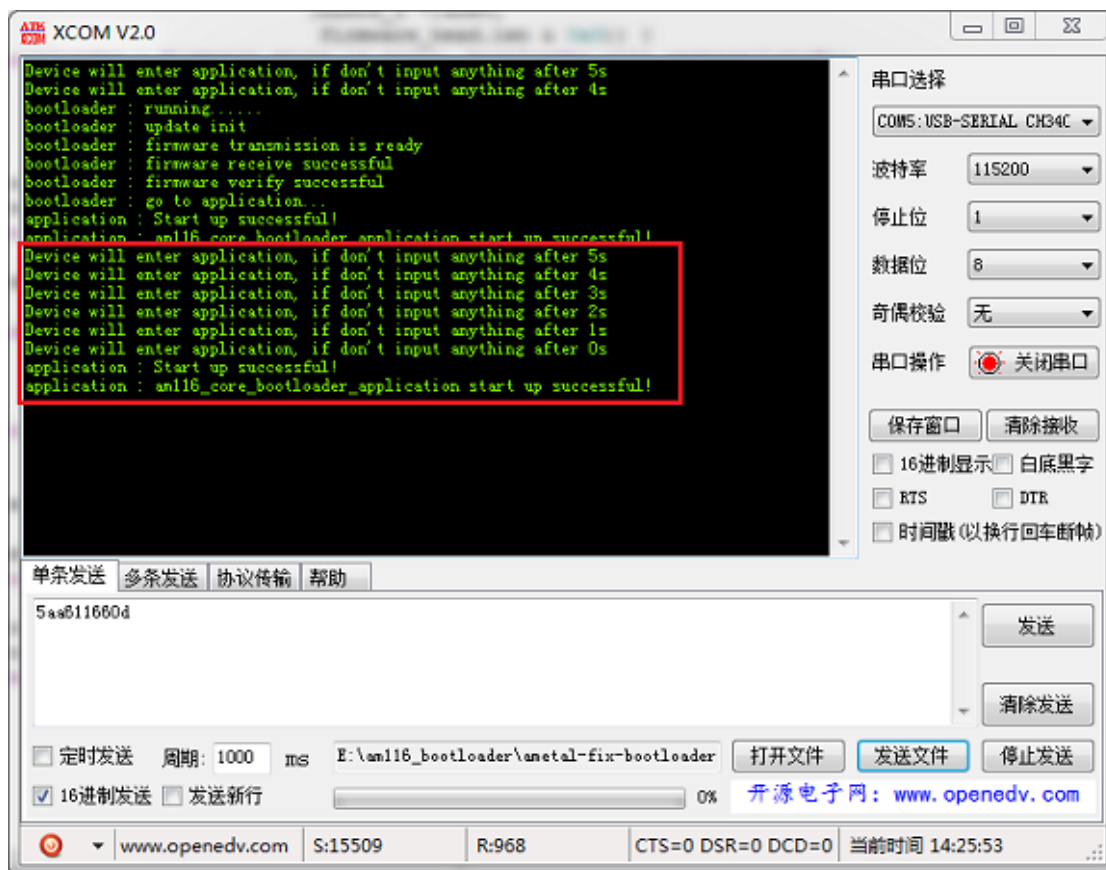 XCOM V2.0
Device will enter application, if don't input anything after 5s
Device will enter application, if don't input anything after 4s
bootloader : running......
bootloader : update init
bootloader : firmware transmission is ready
bootloader : firmware receive successful
bootloader : firmware verify successful
bootloader : go to application...
application : Start up successful!
application : am116_core_bootloader_application start up successful!
Device will enter application, if don't input anything after 5s
Device will enter application, if don't input anything after 4s
Device will enter application, if don't input anything after 3s
Device will enter application, if don't input anything after 2s
Device will enter application, if don't input anything after 1s
Device will enter application, if don't input anything after 0s
application : Start up successful!
application : am116_core_bootloader_application start up successful!
串口选择
COM5:USB-SERIAL CH34
波特率 115200
停止位 1
数据位 8
奇偶校验 无
串口操作 关闭串口
保存窗口 清除接收
16进制显示 白底黑字
RTS DTR
时间戳(以换行回车断帧)
单条发送 多条发送 协议传输 帮助
5aa611660d
发送
清除发送
定时发送 周期: 1000 ms E:\am116_bootloader\ametal-fix-bootloader 打开文件 发送文件 停止发送
16进制发送 发送新行 0% 开源电子网: www.openedv.com
www.openedv.com S:15509 R:968 CTS=0 DSR=0 DCD=0 当前时间 14:25:53